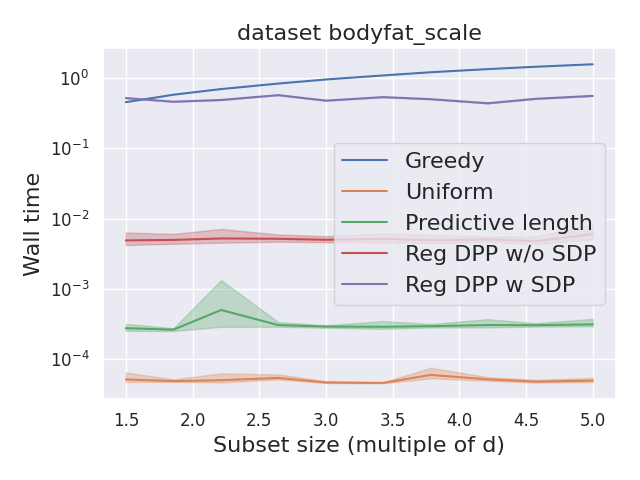 dataset bodyfat_scale
Wall time
10^0
10^-1
10^-2
10^-3
10^-4
Greedy
Uniform
Predictive length
Reg DPP w/o SDP
Reg DPP w SDP
1.5 2.0 2.5 3.0 3.5 4.0 4.5 5.0
Subset size (multiple of d)